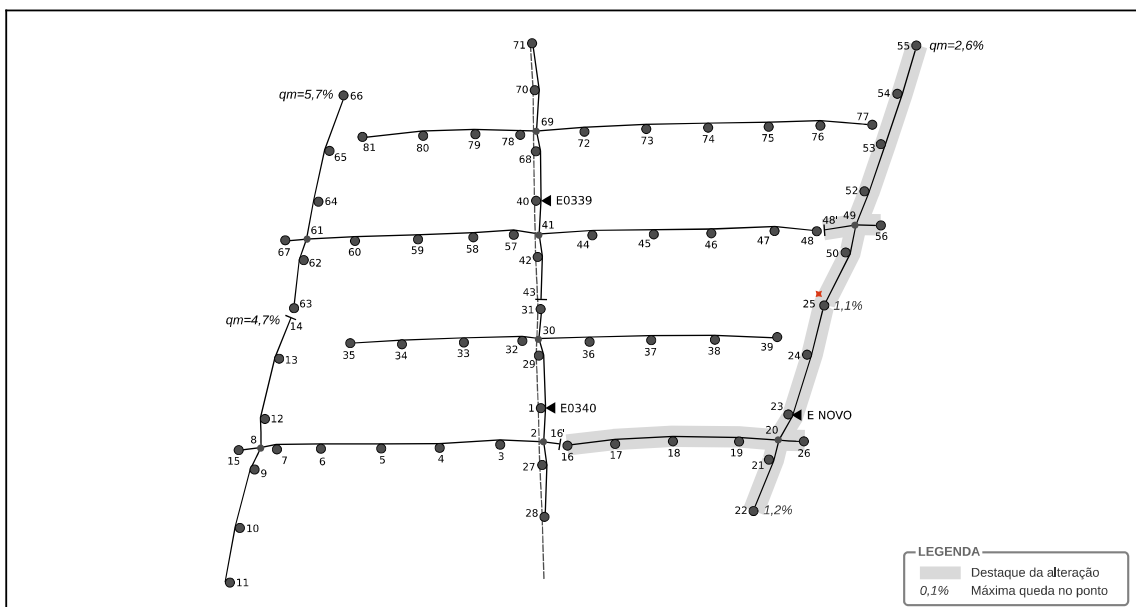 71
55 qm=2,6%
70
54
qm=5,7% 66
69
77
81 80 79 78 72 73 74 75 76
53
65
68
52
64
40 E0339
61
41
48' 49
67 60 59 58 57 44 45 46 47 48 56
62
42
50
43
25 1,1%
63
31
qm=4,7% 14
30
35 34 33 32 36 37 38 39
29
24
13
1 E0340
23 E NOVO
12
2 16' 20
8
15 7 6 5 4 3 16 17 18 19 26
9
27
21
28
22 1,2%
10
11
LEGENDA
Destaque da alteração
0,1% Máxima queda no ponto